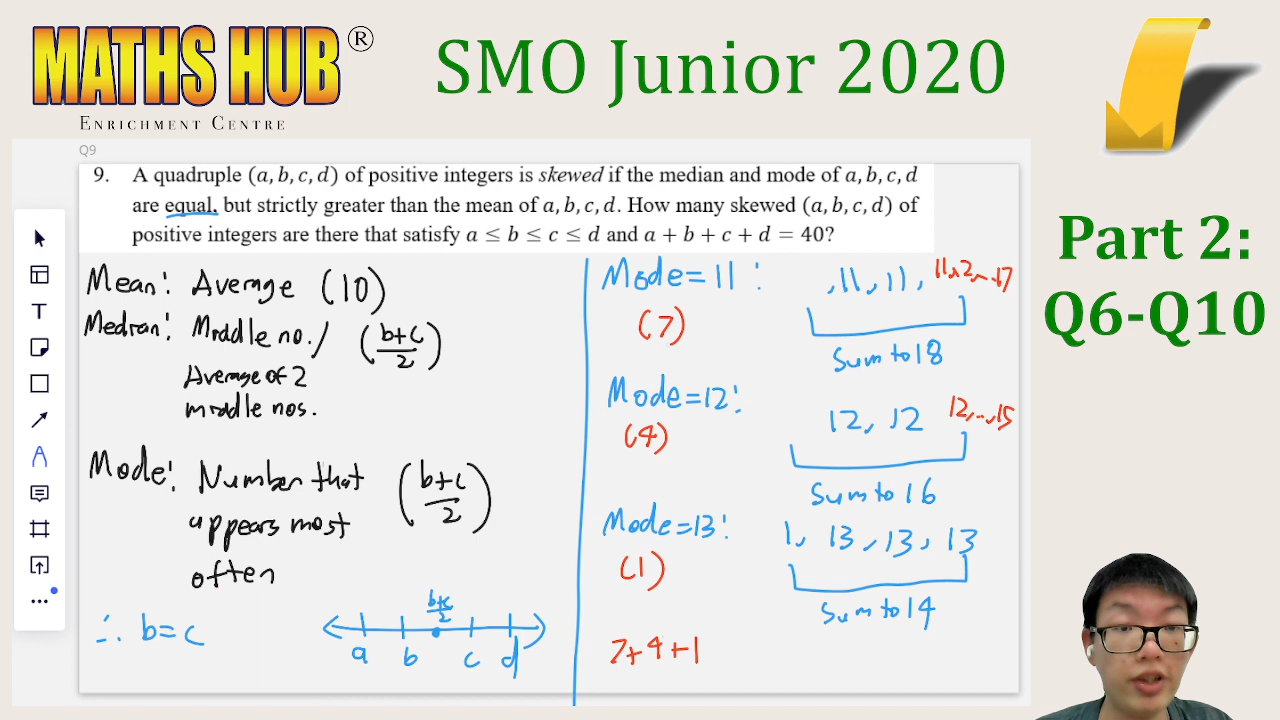 MATHS HUB®
ENRICHMENT CENTRE
SMO Junior 2020
Part 2:
Q6-Q10
Q9
9. A quadruple (a, b, c, d) of positive integers is skewed if the median and mode of a, b, c, d
are equal, but strictly greater than the mean of a, b, c, d. How many skewed (a, b, c, d) of
positive integers are there that satisfy a ≤ b ≤ c ≤ d and a + b + c + d = 40?
Mean: Average (10)
Median: Middle no./ (b+c/2)
Average of 2
middle nos.
Mode: Number that (b+c/2)
appears most
often
∴ b=c
b+c/2
a b c d
Mode=11: , 11, 11, 11,12,...,17
(7)
Sum to 18
Mode=12: 12, 12 12,..,15
(4)
Sum to 16
Mode=13: 1, 13, 13, 13
(1)
Sum to 14
7+4+1
T
A